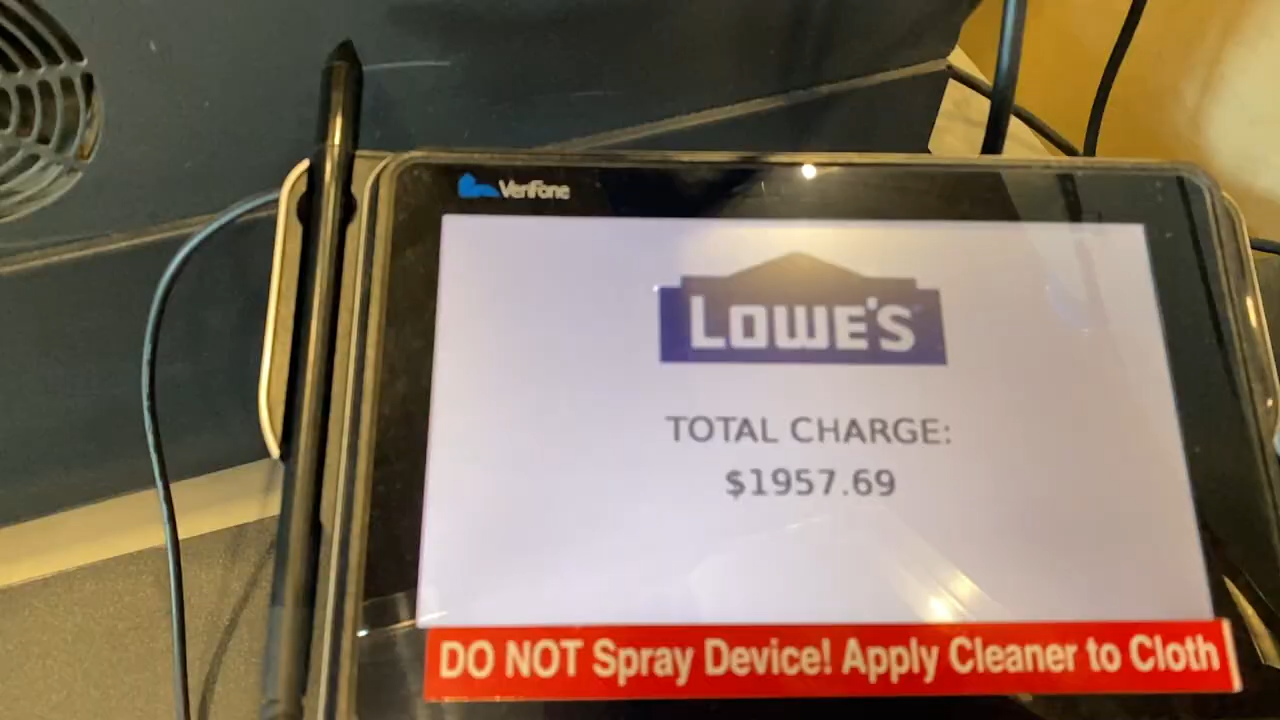 VeriFone
LOWE'S
TOTAL CHARGE:
$1957.69
DO NOT Spray Device! Apply Cleaner to Cloth